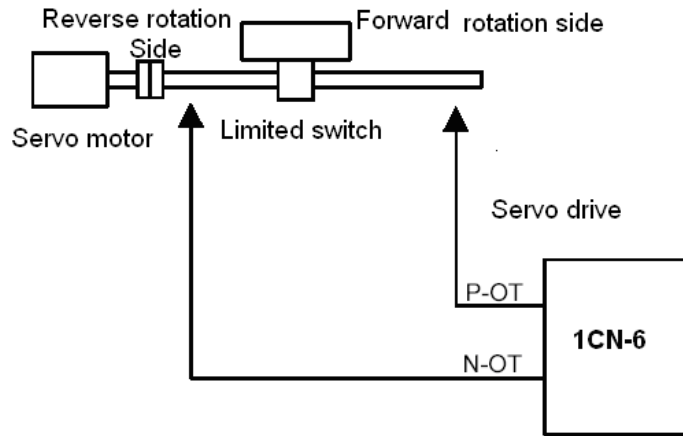 Reverse rotation
Side
Forward rotation side
Servo motor
Limited switch
Servo drive
P-OT
1CN-6
N-OT